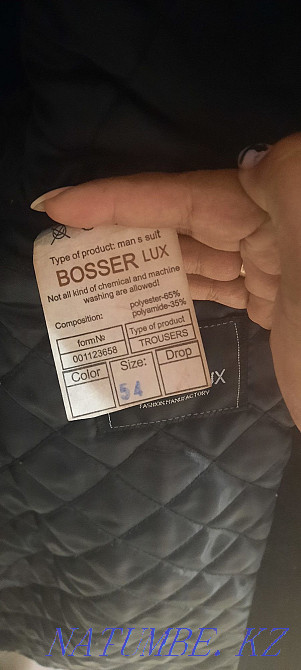 Type of product: man s suit
BOSSER LUX
Not all kind of chemical and machine
washing are allowed!
Composition:
polyester-65%
polyamide-35%
form№
Type of product
001123658
TROUSERS
Color
Size:
Drop
54
UX
FASHION MANUFACTORY
NATUMBE.KZ